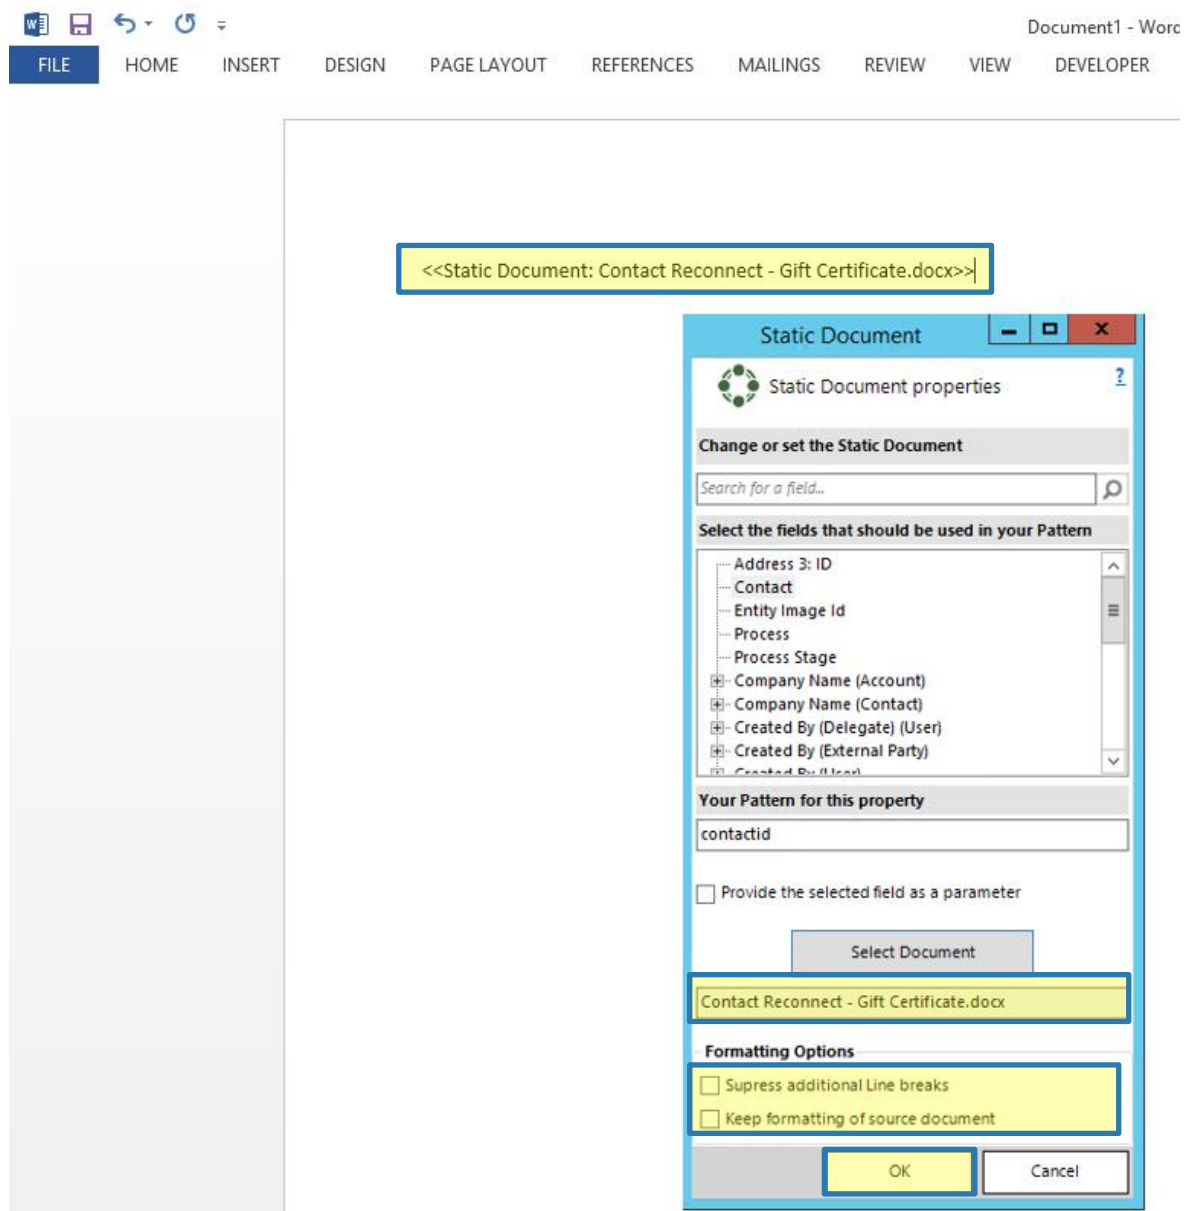 Document1 - Word
FILE HOME INSERT DESIGN PAGE LAYOUT REFERENCES MAILINGS REVIEW VIEW DEVELOPER
<<Static Document: Contact Reconnect - Gift Certificate.docx>>
Static Document
Static Document properties ?
Change or set the Static Document
Search for a field...
Select the fields that should be used in your Pattern
Address 3: ID
Contact
Entity Image Id
Process
Process Stage
Company Name (Account)
Company Name (Contact)
Created By (Delegate) (User)
Created By (External Party)
Created By (User)
Your Pattern for this property
contactid
Provide the selected field as a parameter
Select Document
Contact Reconnect - Gift Certificate.docx
Formatting Options
Supress additional Line breaks
Keep formatting of source document
OK Cancel